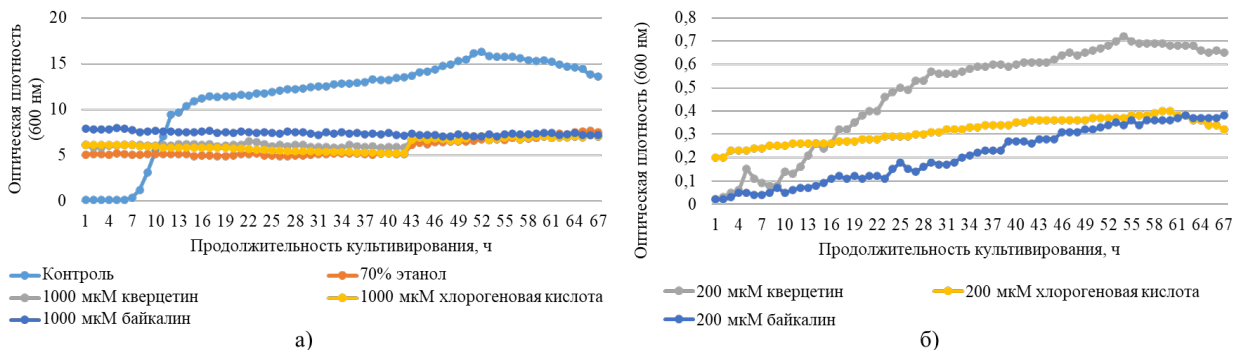 Оптическая плотность
(600 нм)
20
15
10
5
0
1 4 7 10 13 16 19 22 25 28 31 34 37 40 43 46 49 52 55 58 61 64 67
Продолжительность культивирования, ч
Контроль
70% этанол
1000 мкМ кверцетин
1000 мкМ хлорогеновая кислота
1000 мкМ байкалин
а)
Оптическая плотность (600 нм)
0,8
0,7
0,6
0,5
0,4
0,3
0,2
0,1
0
1 4 7 10 13 16 19 22 25 28 31 34 37 40 43 46 49 52 55 58 61 64 67
Продолжительность культивирования, ч
200 мкМ кверцетин
200 мкМ хлорогеновая кислота
200 мкМ байкалин
б)